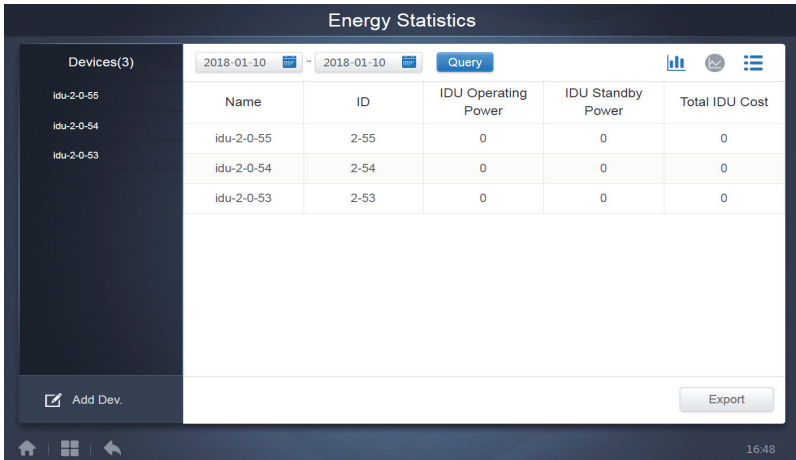 Energy Statistics
Devices(3)
idu-2-0-55
idu-2-0-54
idu-2-0-53
Add Dev.
2018-01-10 ~ 2018-01-10 Query
Name ID IDU Operating Power IDU Standby Power Total IDU Cost
idu-2-0-55 2-55 0 0 0
idu-2-0-54 2-54 0 0 0
idu-2-0-53 2-53 0 0 0
Export
16:48